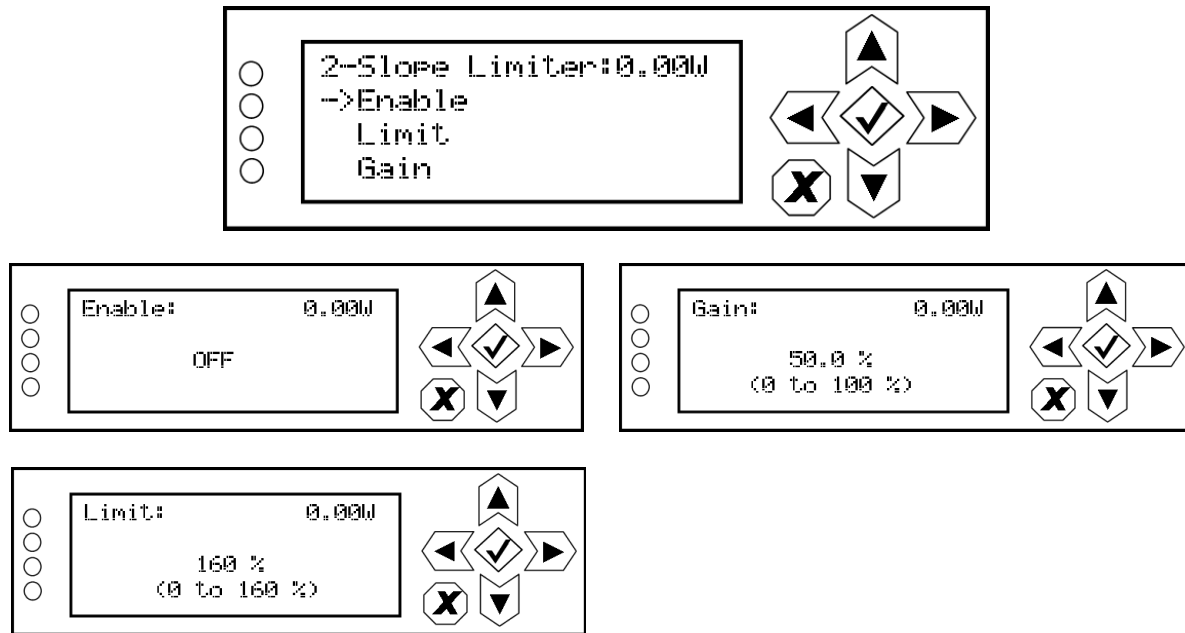 2-Slope Limiter:0.00W
->Enable
Limit
Gain
Enable: 0.00W
OFF
Gain: 0.00W
50.0 %
(0 to 100 %)
Limit: 0.00W
160 %
(0 to 160 %)